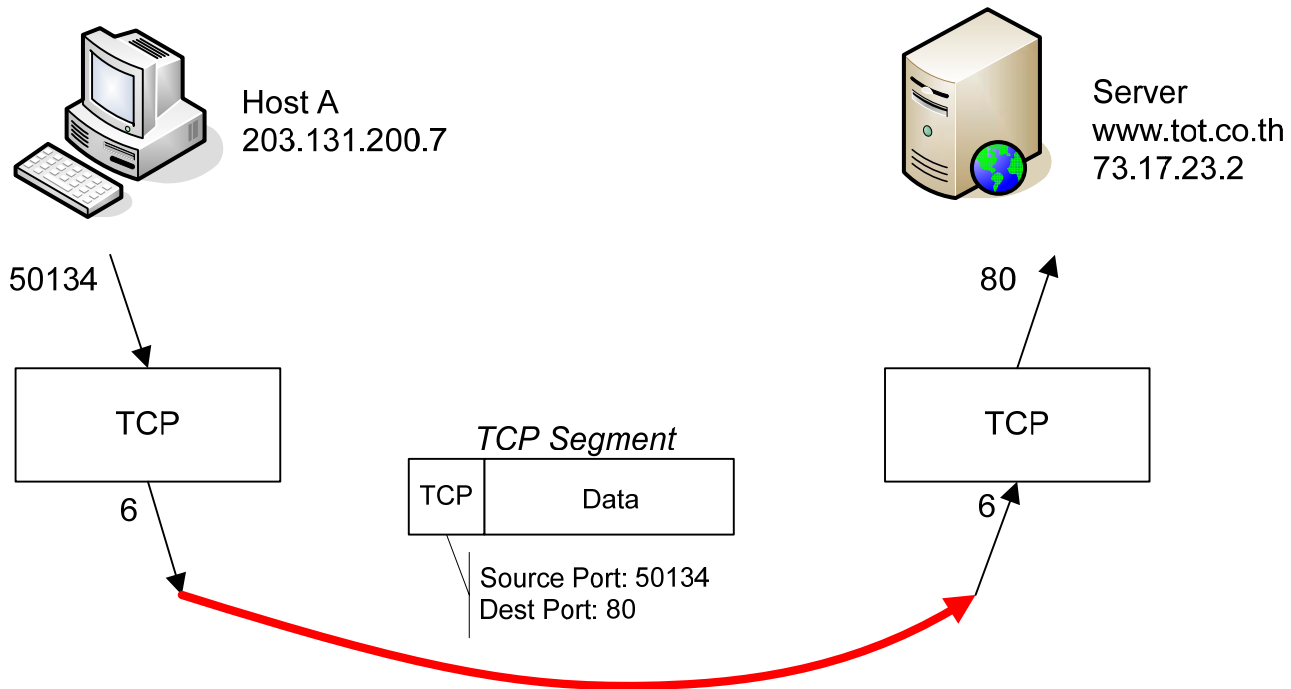 Host A
203.131.200.7
Server
www.tot.co.th
73.17.23.2
50134
80
TCP
TCP
TCP Segment
TCP
Data
6
6
Source Port: 50134
Dest Port: 80